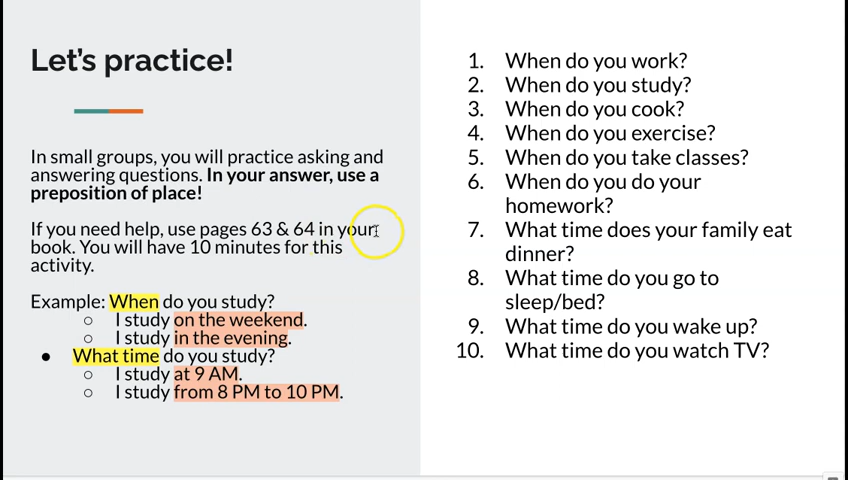 Let's practice!
In small groups, you will practice asking and
answering questions. In your answer, use a
preposition of place!
If you need help, use pages 63 & 64 in your
book. You will have 10 minutes for this
activity.
Example: When do you study?
○ I study on the weekend.
○ I study in the evening.
● What time do you study?
○ I study at 9 AM.
○ I study from 8 PM to 10 PM.
1. When do you work?
2. When do you study?
3. When do you cook?
4. When do you exercise?
5. When do you take classes?
6. When do you do your
homework?
7. What time does your family eat
dinner?
8. What time do you go to
sleep/bed?
9. What time do you wake up?
10. What time do you watch TV?